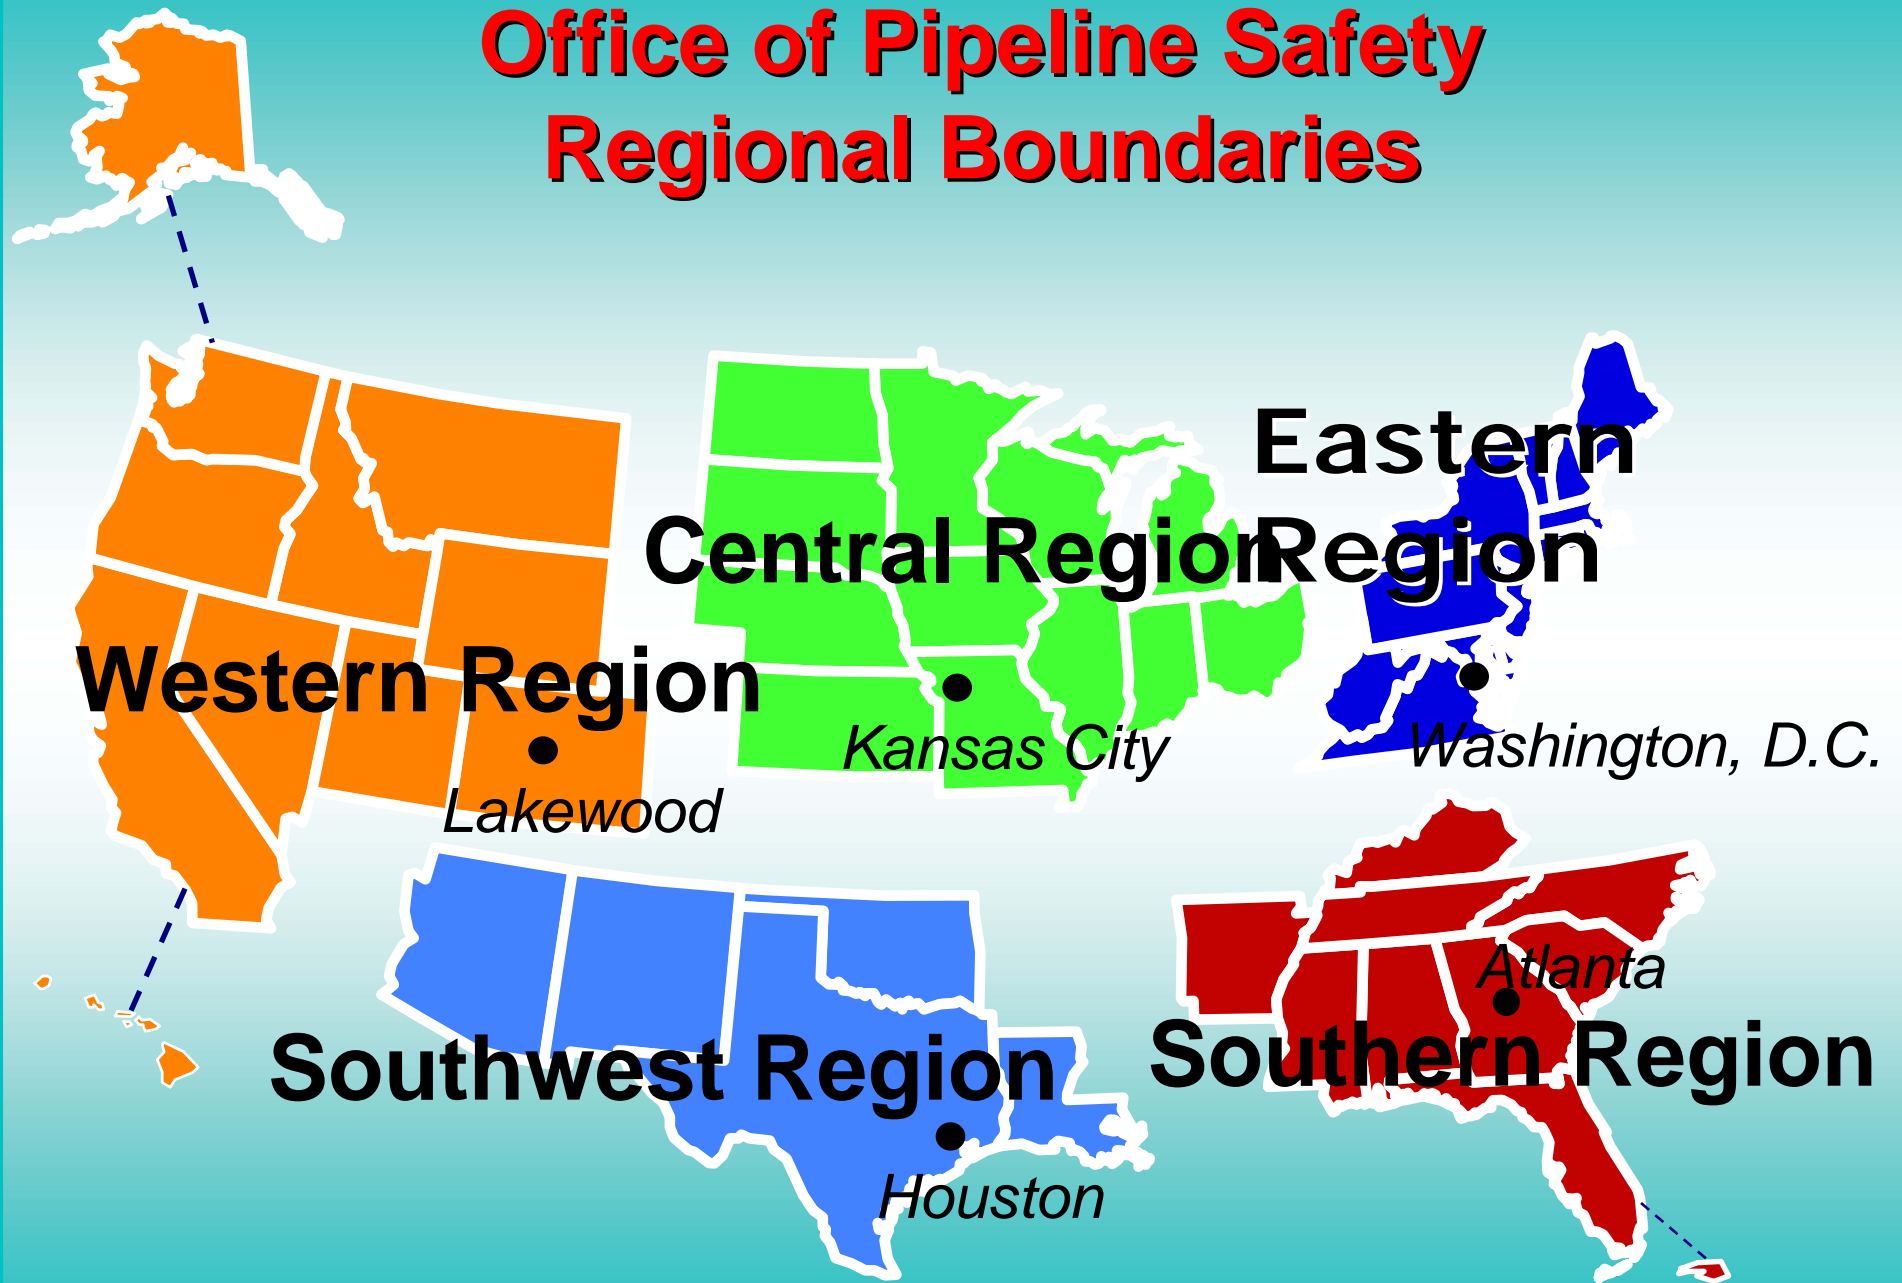 Office of Pipeline Safety
Regional Boundaries
Eastern
Region
Central Region
Western Region
Kansas City
Washington, D.C.
Lakewood
Atlanta
Southwest Region
Southern Region
Houston